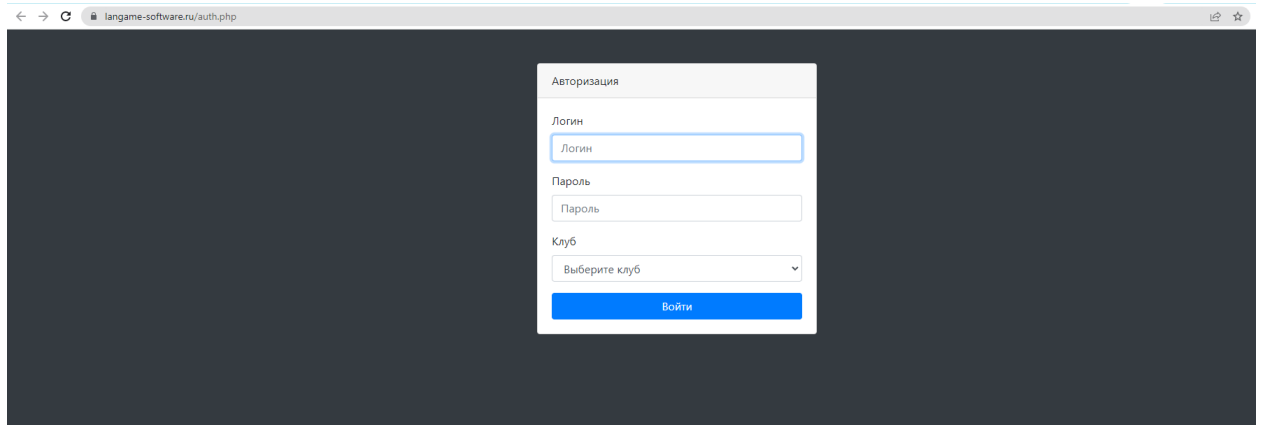 langame-software.ru/auth.php
Авторизация
Логин
Логин
Пароль
Пароль
Клуб
Выберите клуб
Войти